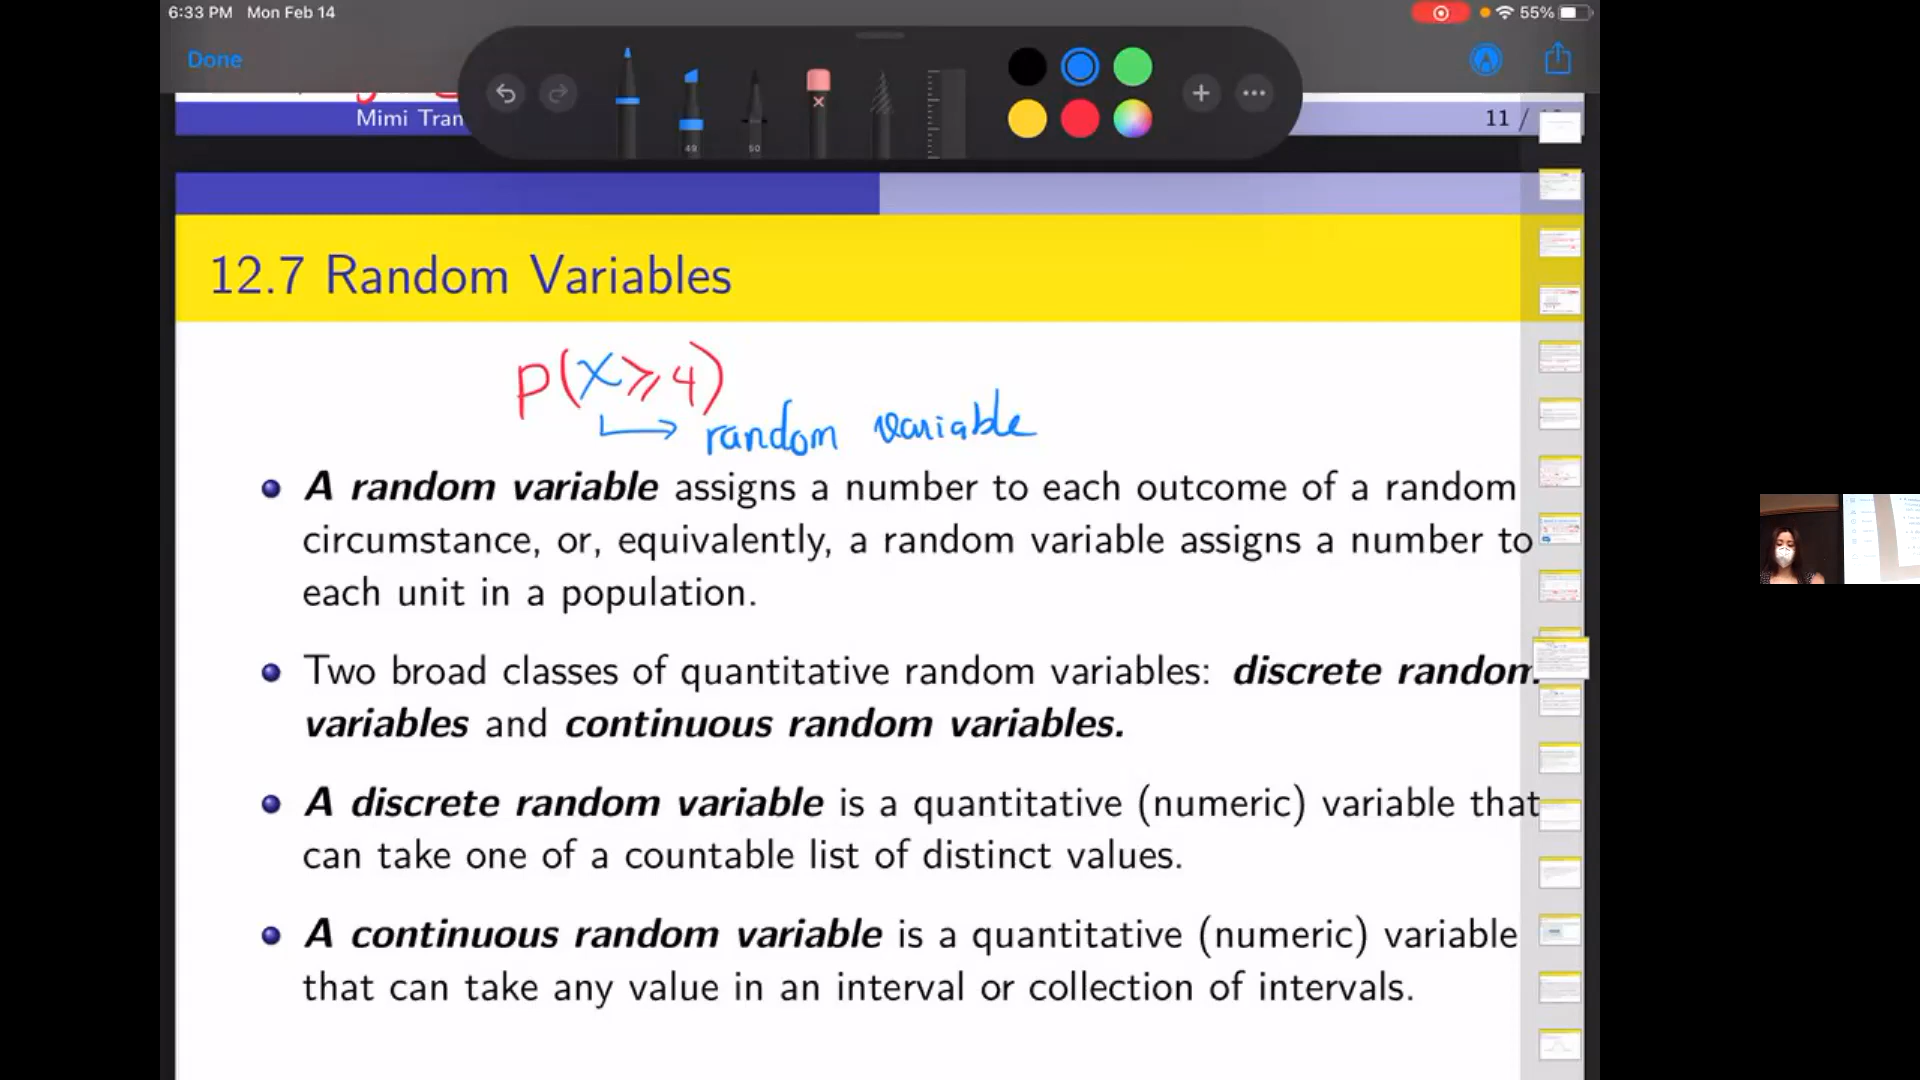 6:33 PM Mon Feb 14
55%
Done
49
50
Mimi Tran
11 /
12.7 Random Variables
P(X⩾4)
random variable
A random variable assigns a number to each outcome of a random
circumstance, or, equivalently, a random variable assigns a number to
each unit in a population.
Two broad classes of quantitative random variables: discrete random
variables and continuous random variables.
A discrete random variable is a quantitative (numeric) variable that
can take one of a countable list of distinct values.
A continuous random variable is a quantitative (numeric) variable
that can take any value in an interval or collection of intervals.